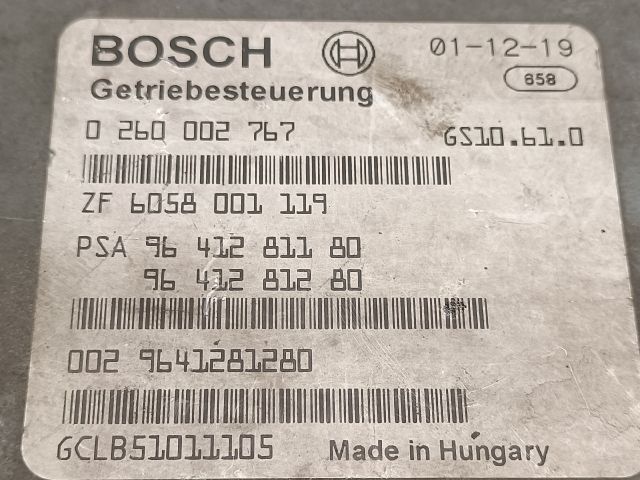 BOSCH 01-12-19
658
Getriebesteuerung
0 260 002 767 GS10.61.0
ZF 6058 001 119
PSA 96 412 811 80
96 412 812 80
002 9641281280
GCLB51011105 Made in Hungary